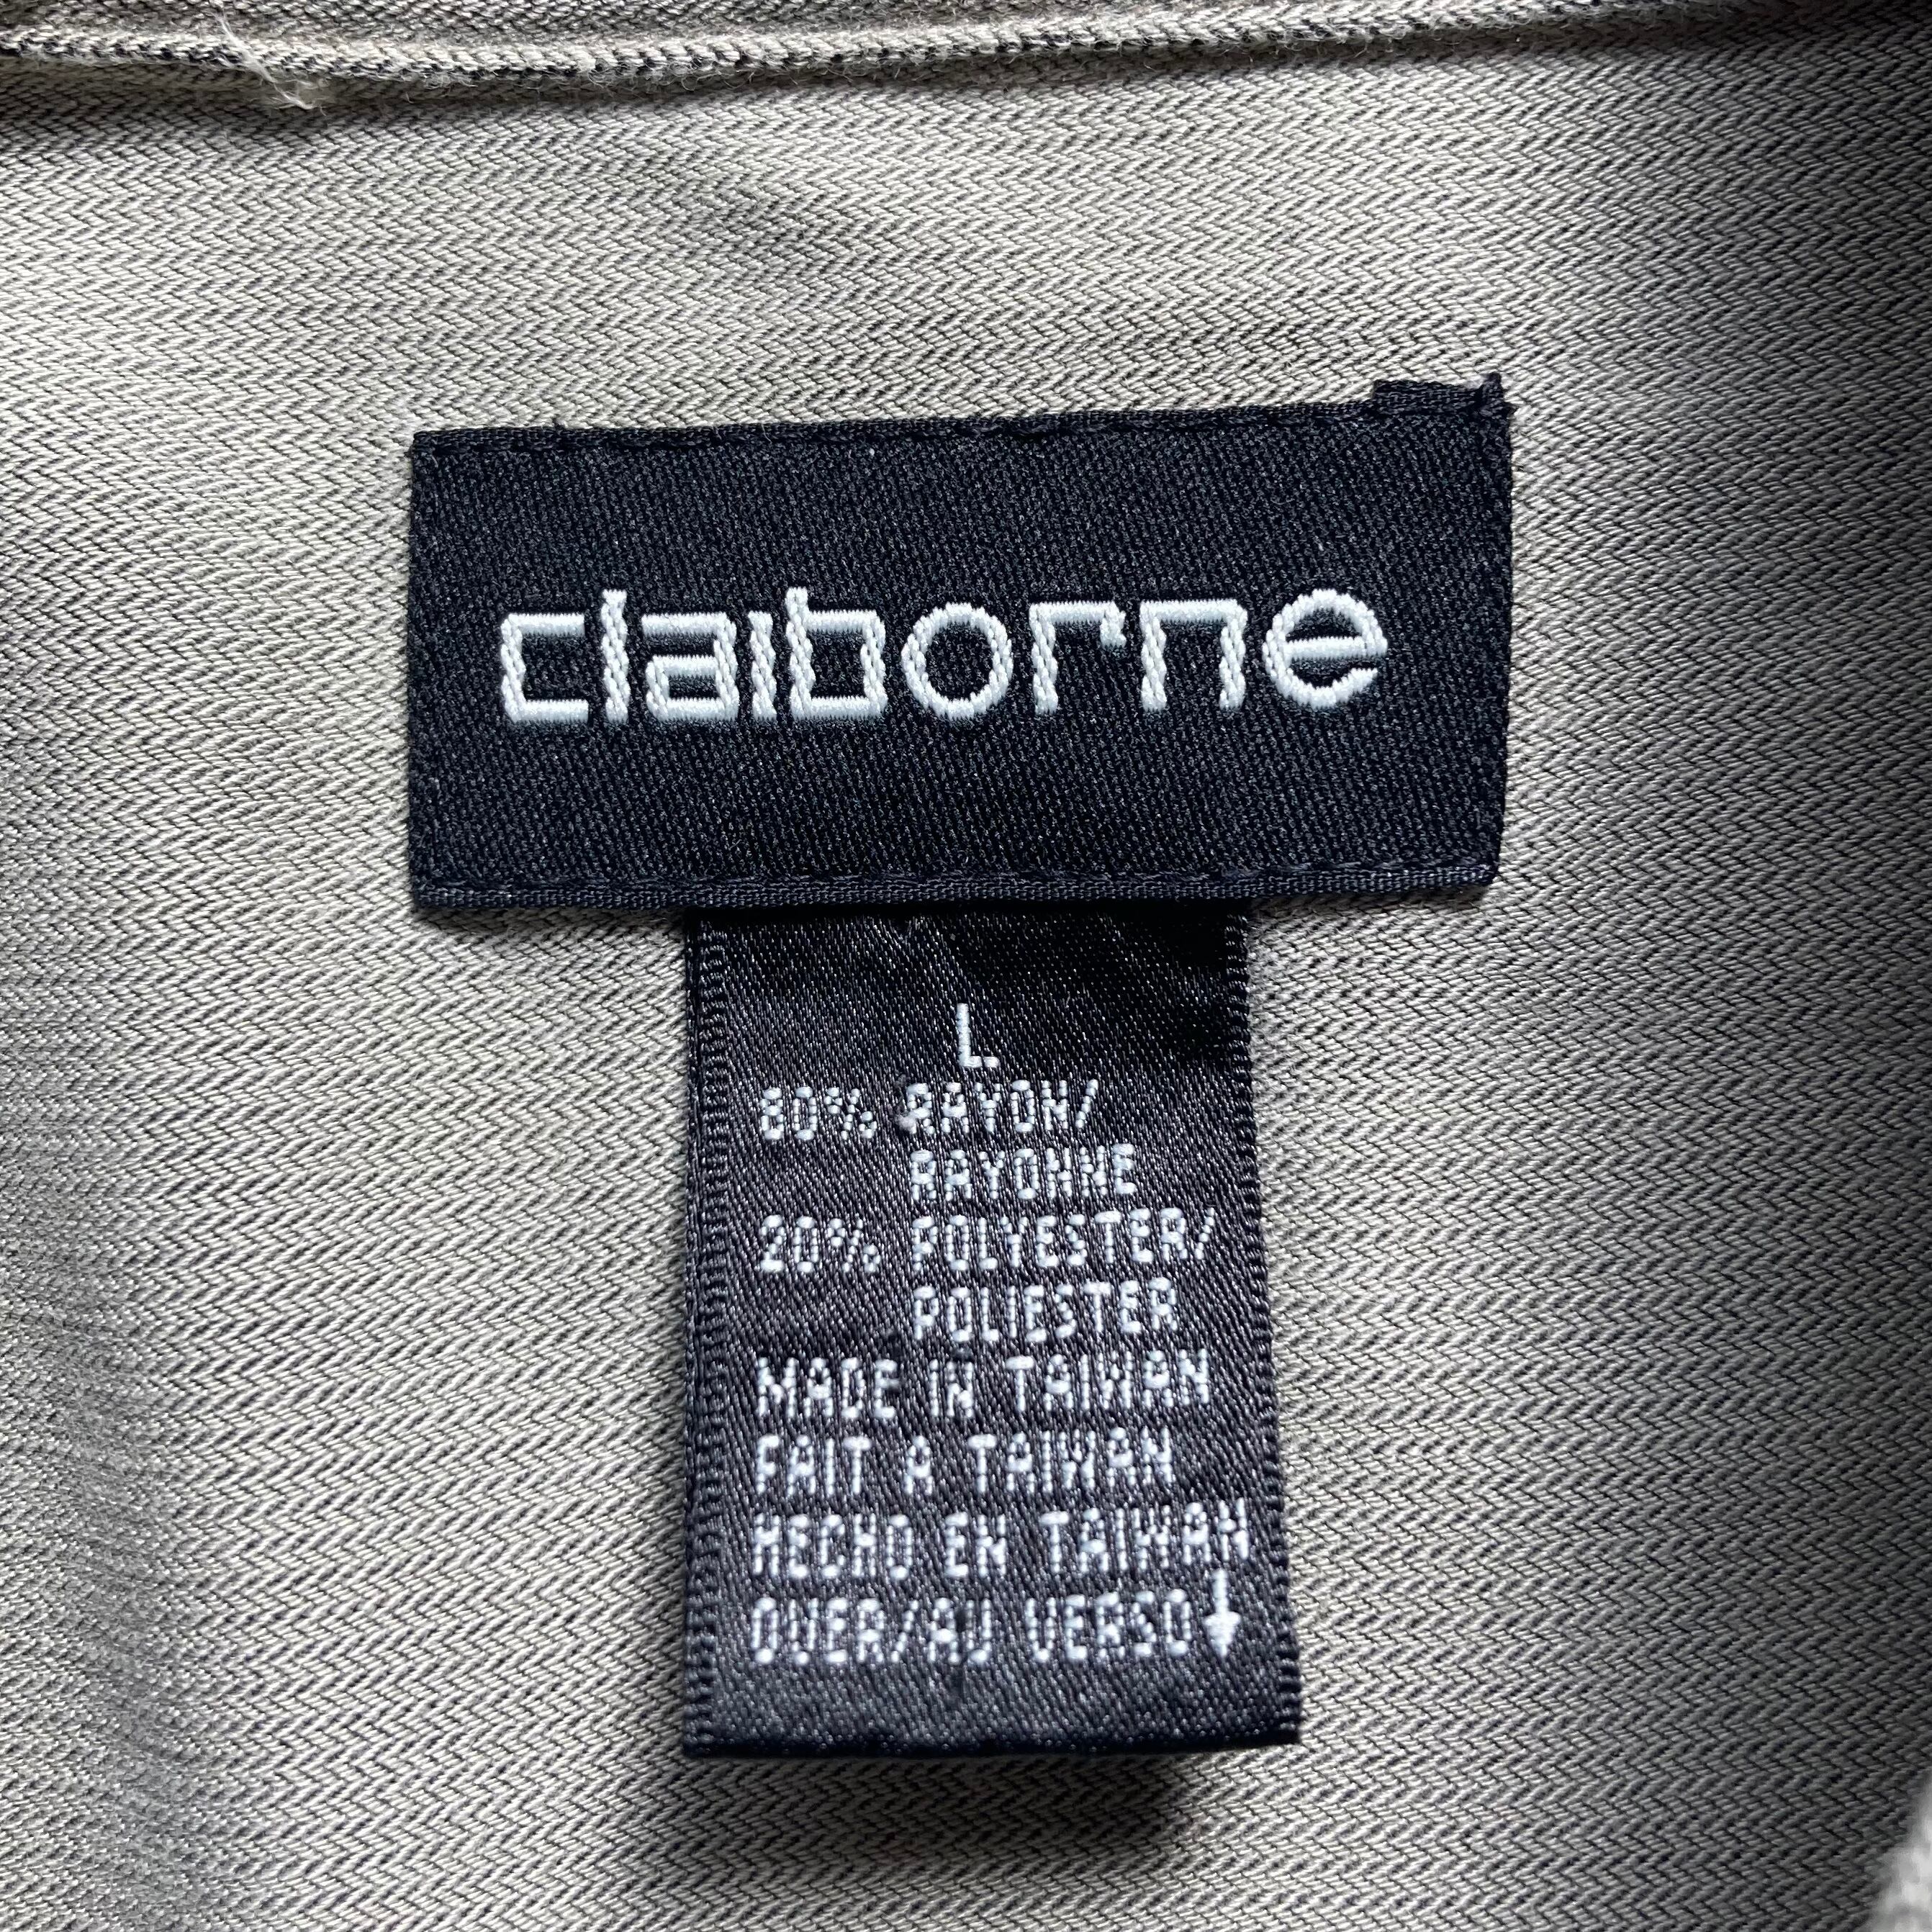 claiborne
L
80% RAYON/
RAYONNE
20% POLYESTER/
POLIESTER
MADE IN TAIWAN
FAIT A TAIWAN
HECHO EN TAIWAN
OVER/AU VERSO↓